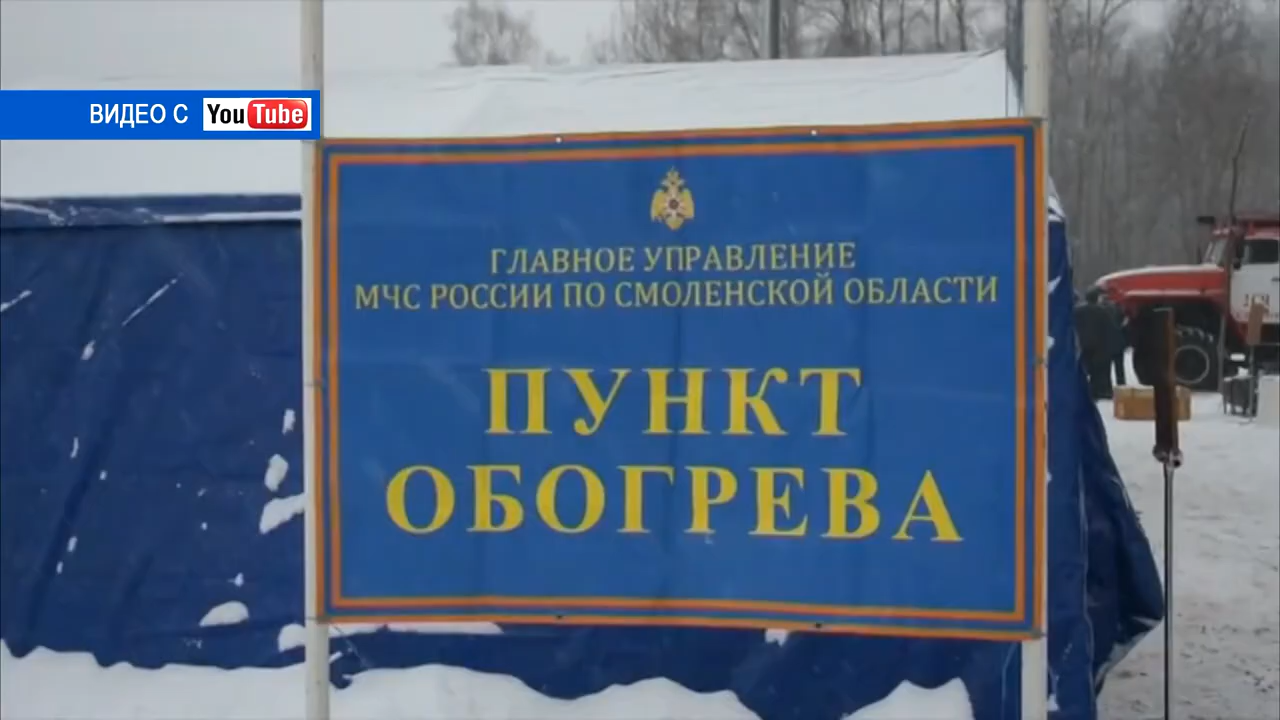 ВИДЕО С YouTube
ГЛАВНОЕ УПРАВЛЕНИЕ
МЧС РОССИИ ПО СМОЛЕНСКОЙ ОБЛАСТИ
ПУНКТ
ОБОГРЕВА